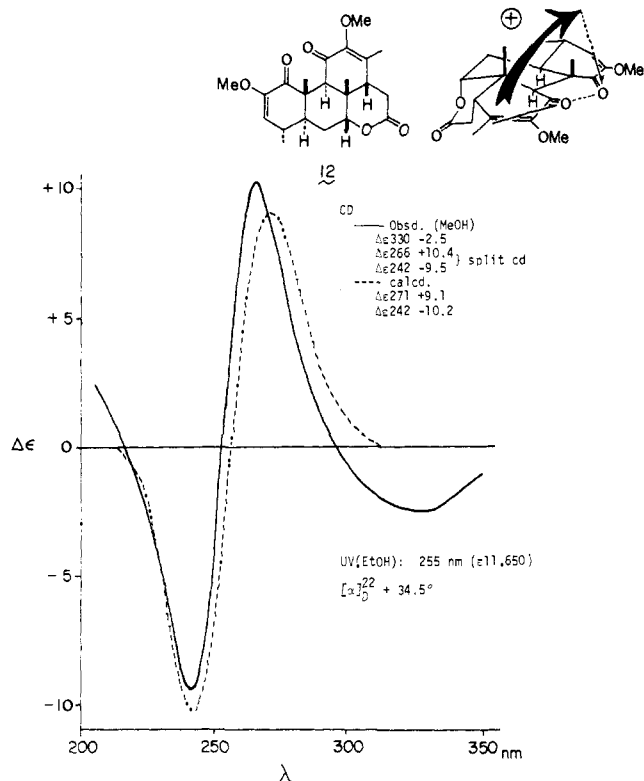 OMe
O
O
MeO
H
H
H
H
O
O
+
OMe
H
O
O
O
H
O
OMe
12
CD
Obsd. (MeOH)
Δε330 -2.5
Δε266 +10.4
Δε242 -9.5 } split cd
calcd.
Δε271 +9.1
Δε242 -10.2
+10
+5
Δϵ
0
-5
-10
UV(EtOH): 255 nm (ε11,650)
[α]D22 + 34.5°
200
250
300
350 nm
λ